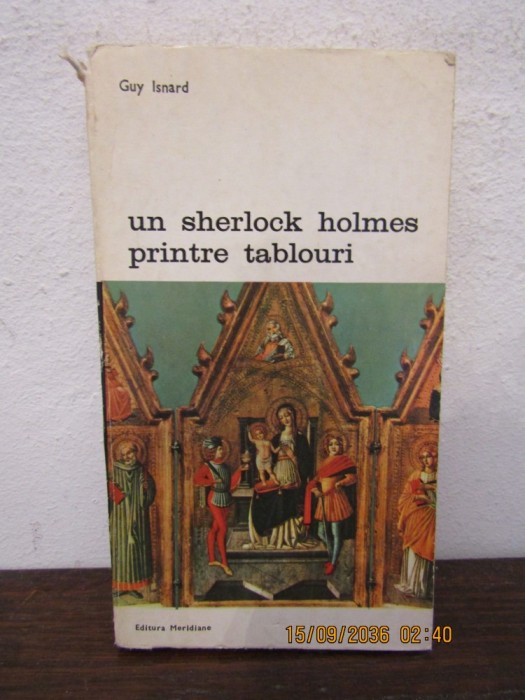 Guy Isnard
un sherlock holmes
printre tablouri
Editura Meridiane
15/09/2036 02:40